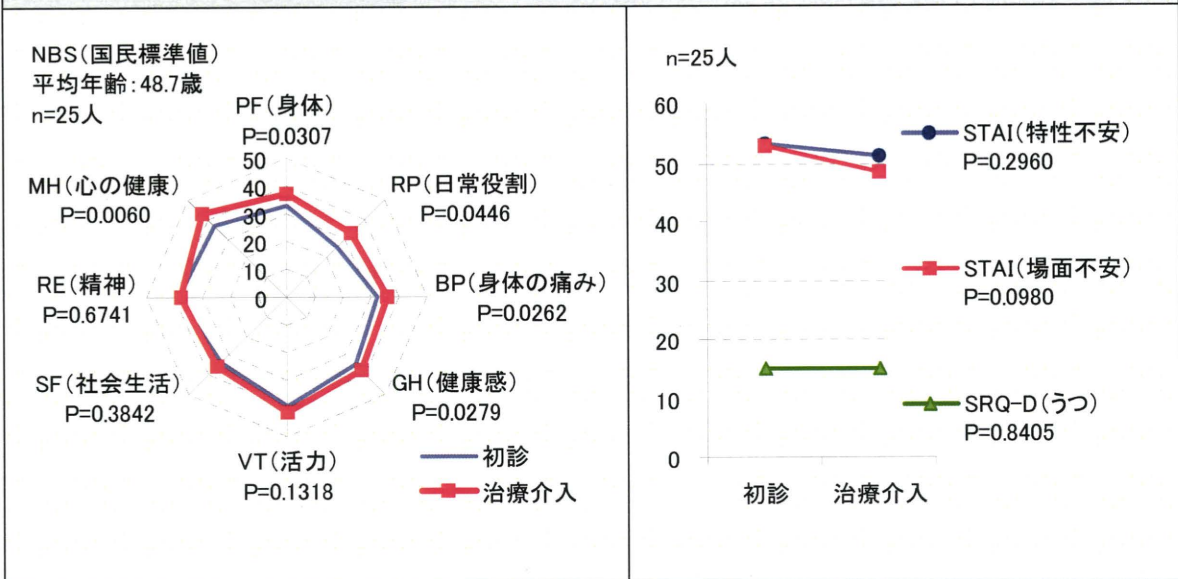 NBS(国民標準値)
平均年齢:48.7歳
n=25人
PF(身体)
P=0.0307
RP(日常役割)
P=0.0446
BP(身体の痛み)
P=0.0262
GH(健康感)
P=0.0279
VT(活力)
P=0.1318
SF(社会生活)
P=0.3842
RE(精神)
P=0.6741
MH(心の健康)
P=0.0060
50
40
30
20
10
0
初診
治療介入
n=25人
60
50
40
30
20
10
0
初診
治療介入
STAI(特性不安)
P=0.2960
STAI(場面不安)
P=0.0980
SRQ-D(うつ)
P=0.8405